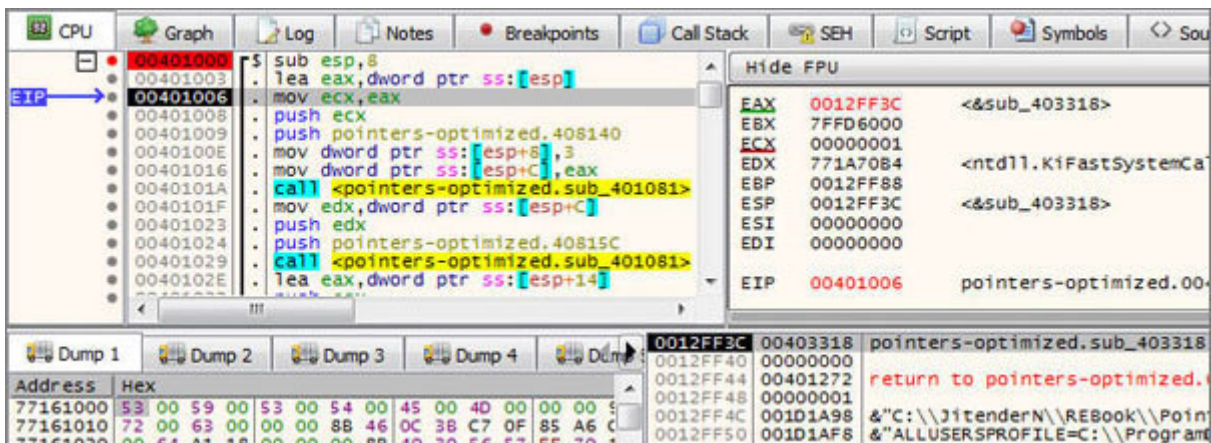 CPU Graph Log Notes Breakpoints Call Stack SEH Script Symbols <> Sou
00401000 $ sub esp,8
00401003 . lea eax,dword ptr ss:[esp]
EIP 00401006 . mov ecx,eax
00401008 . push ecx
00401009 . push pointers-optimized.408140
0040100E . mov dword ptr ss:[esp+8],3
00401016 . mov dword ptr ss:[esp+C],eax
0040101A . call <pointers-optimized.sub_401081>
0040101F . mov edx,dword ptr ss:[esp+C]
00401023 . push edx
00401024 . push pointers-optimized.40815C
00401029 . call <pointers-optimized.sub_401081>
0040102E . lea eax,dword ptr ss:[esp+14]
Hide FPU
EAX 0012FF3C <&sub_403318>
EBX 7FFD6000
ECX 00000001
EDX 771A70B4 <ntdll.KiFastSystemCal
EBP 0012FF88
ESP 0012FF3C <&sub_403318>
ESI 00000000
EDI 00000000
EIP 00401006 pointers-optimized.004
Dump 1 Dump 2 Dump 3 Dump 4
Address Hex
77161000 53 00 59 00 53 00 54 00 45 00 4D 00 00 00
77161010 72 00 63 00 00 00 8B 46 0C 3B C7 0F 85 A6
0012FF3C 00403318 pointers-optimized.sub_403318
0012FF40 00000000
0012FF44 00401272 return to pointers-optimized.
0012FF48 00000001
0012FF4C 001D1A98 &"C:\\JitenderN\\REBook\\Poin
0012FF50 001D1AF8 &"ALLUSERSPROFILE=C:\\Program